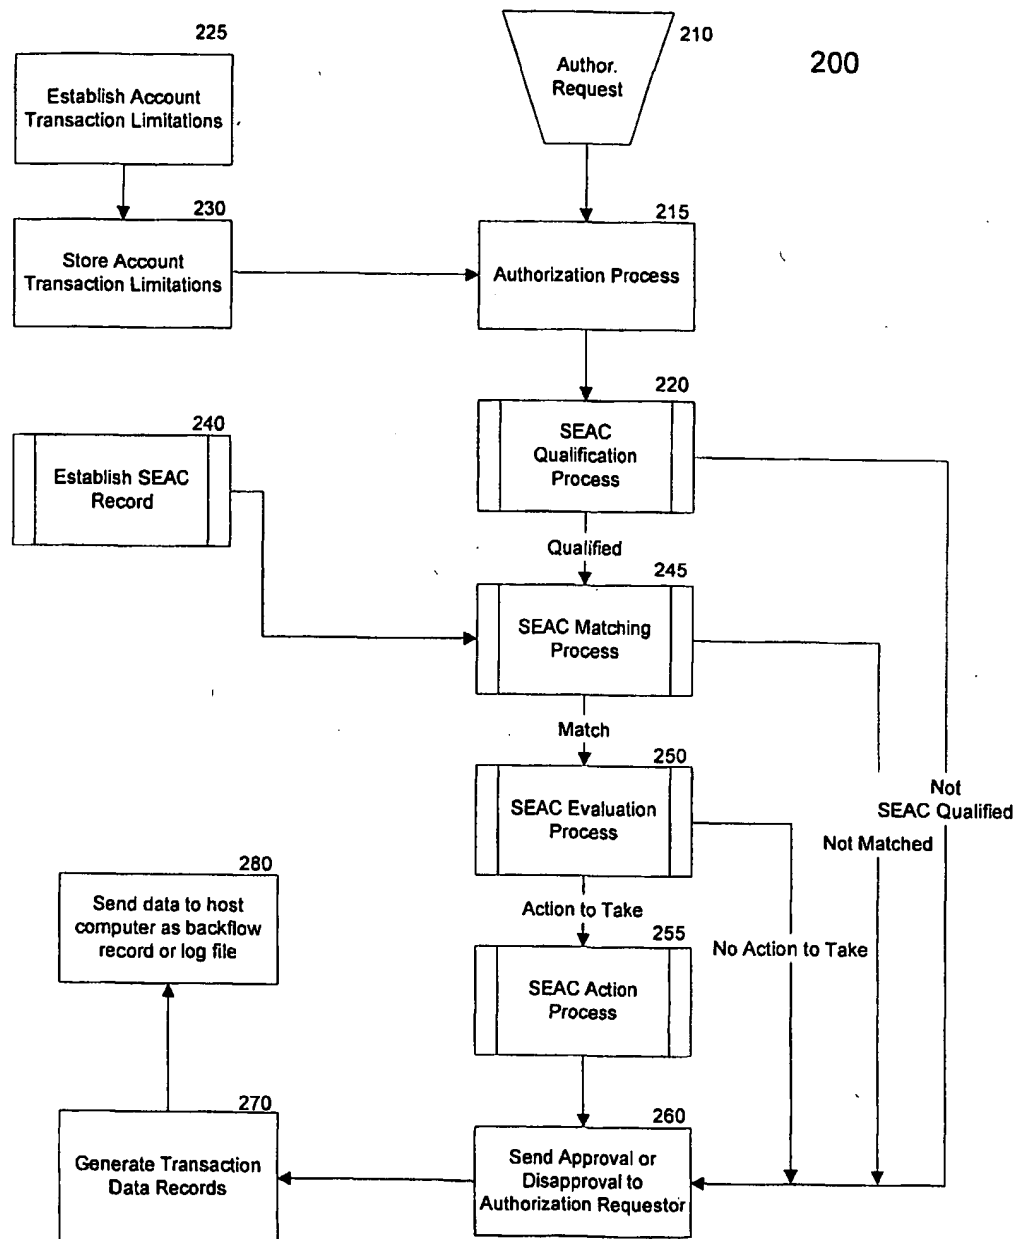 225
Establish Account
Transaction Limitations
210
Author.
Request
200
230
Store Account
Transaction Limitations
215
Authorization Process
240
Establish SEAC
Record
220
SEAC
Qualification
Process
Qualified
245
SEAC Matching
Process
Match
250
SEAC Evaluation
Process
Not
SEAC Qualified
Not Matched
Action to Take
No Action to Take
255
SEAC Action
Process
280
Send data to host
computer as backflow
record or log file
270
Generate Transaction
Data Records
260
Send Approval or
Disapproval to
Authorization Requestor